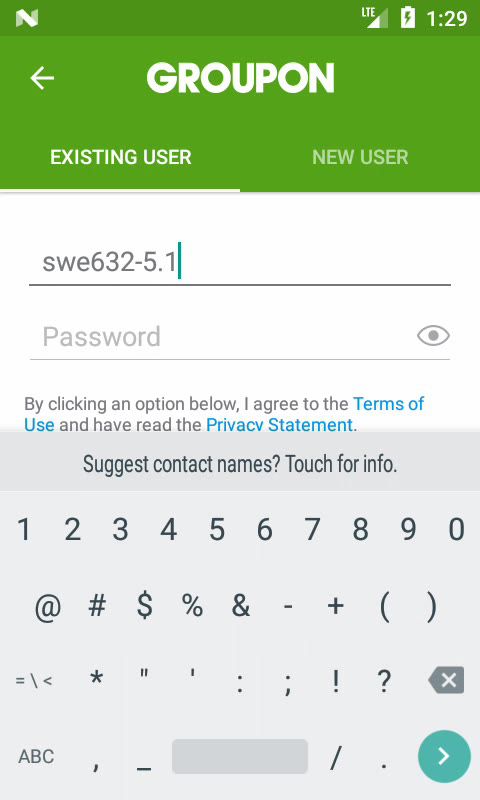 LTE 1:29
GROUPON
EXISTING USER NEW USER
swe632-5.1
Password
By clicking an option below, I agree to the Terms of
Use and have read the Privacy Statement.
Suggest contact names? Touch for info.
1 2 3 4 5 6 7 8 9 0
@ # $ % & - + ( )
= \ < * " ' : ; ! ?
ABC , _ / .